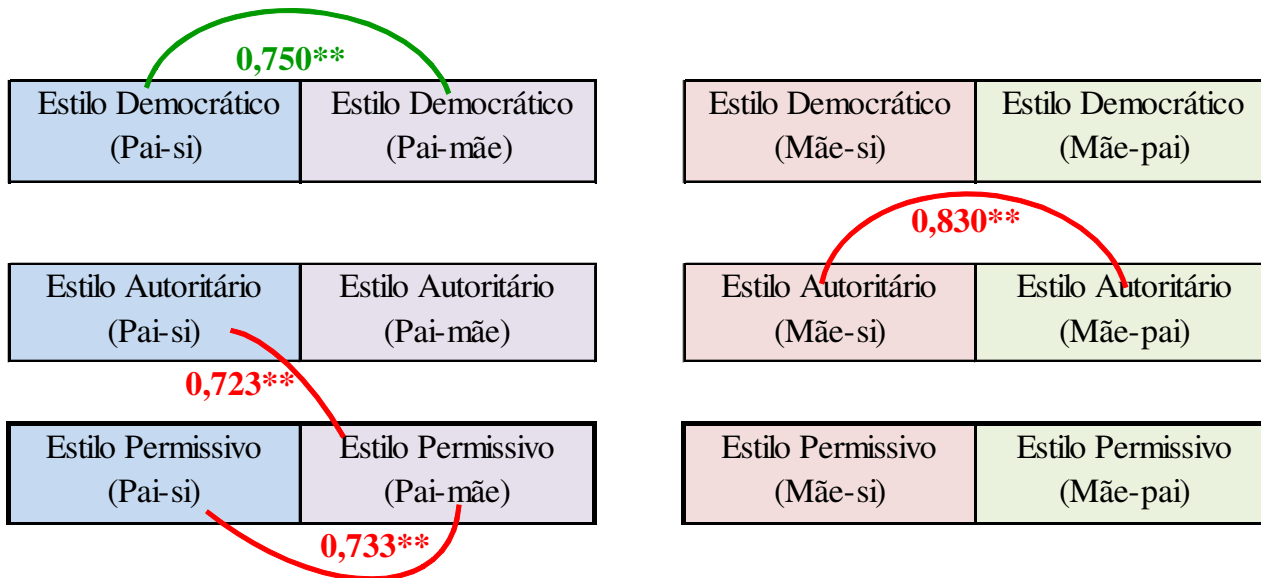 0,750**
Estilo Democrático
(Pai-si)
Estilo Democrático
(Pai-mãe)
Estilo Democrático
(Mãe-si)
Estilo Democrático
(Mãe-pai)
0,830**
Estilo Autoritário
(Pai-si)
Estilo Autoritário
(Pai-mãe)
Estilo Autoritário
(Mãe-si)
Estilo Autoritário
(Mãe-pai)
0,723**
Estilo Permissivo
(Pai-si)
Estilo Permissivo
(Pai-mãe)
Estilo Permissivo
(Mãe-si)
Estilo Permissivo
(Mãe-pai)
0,733**